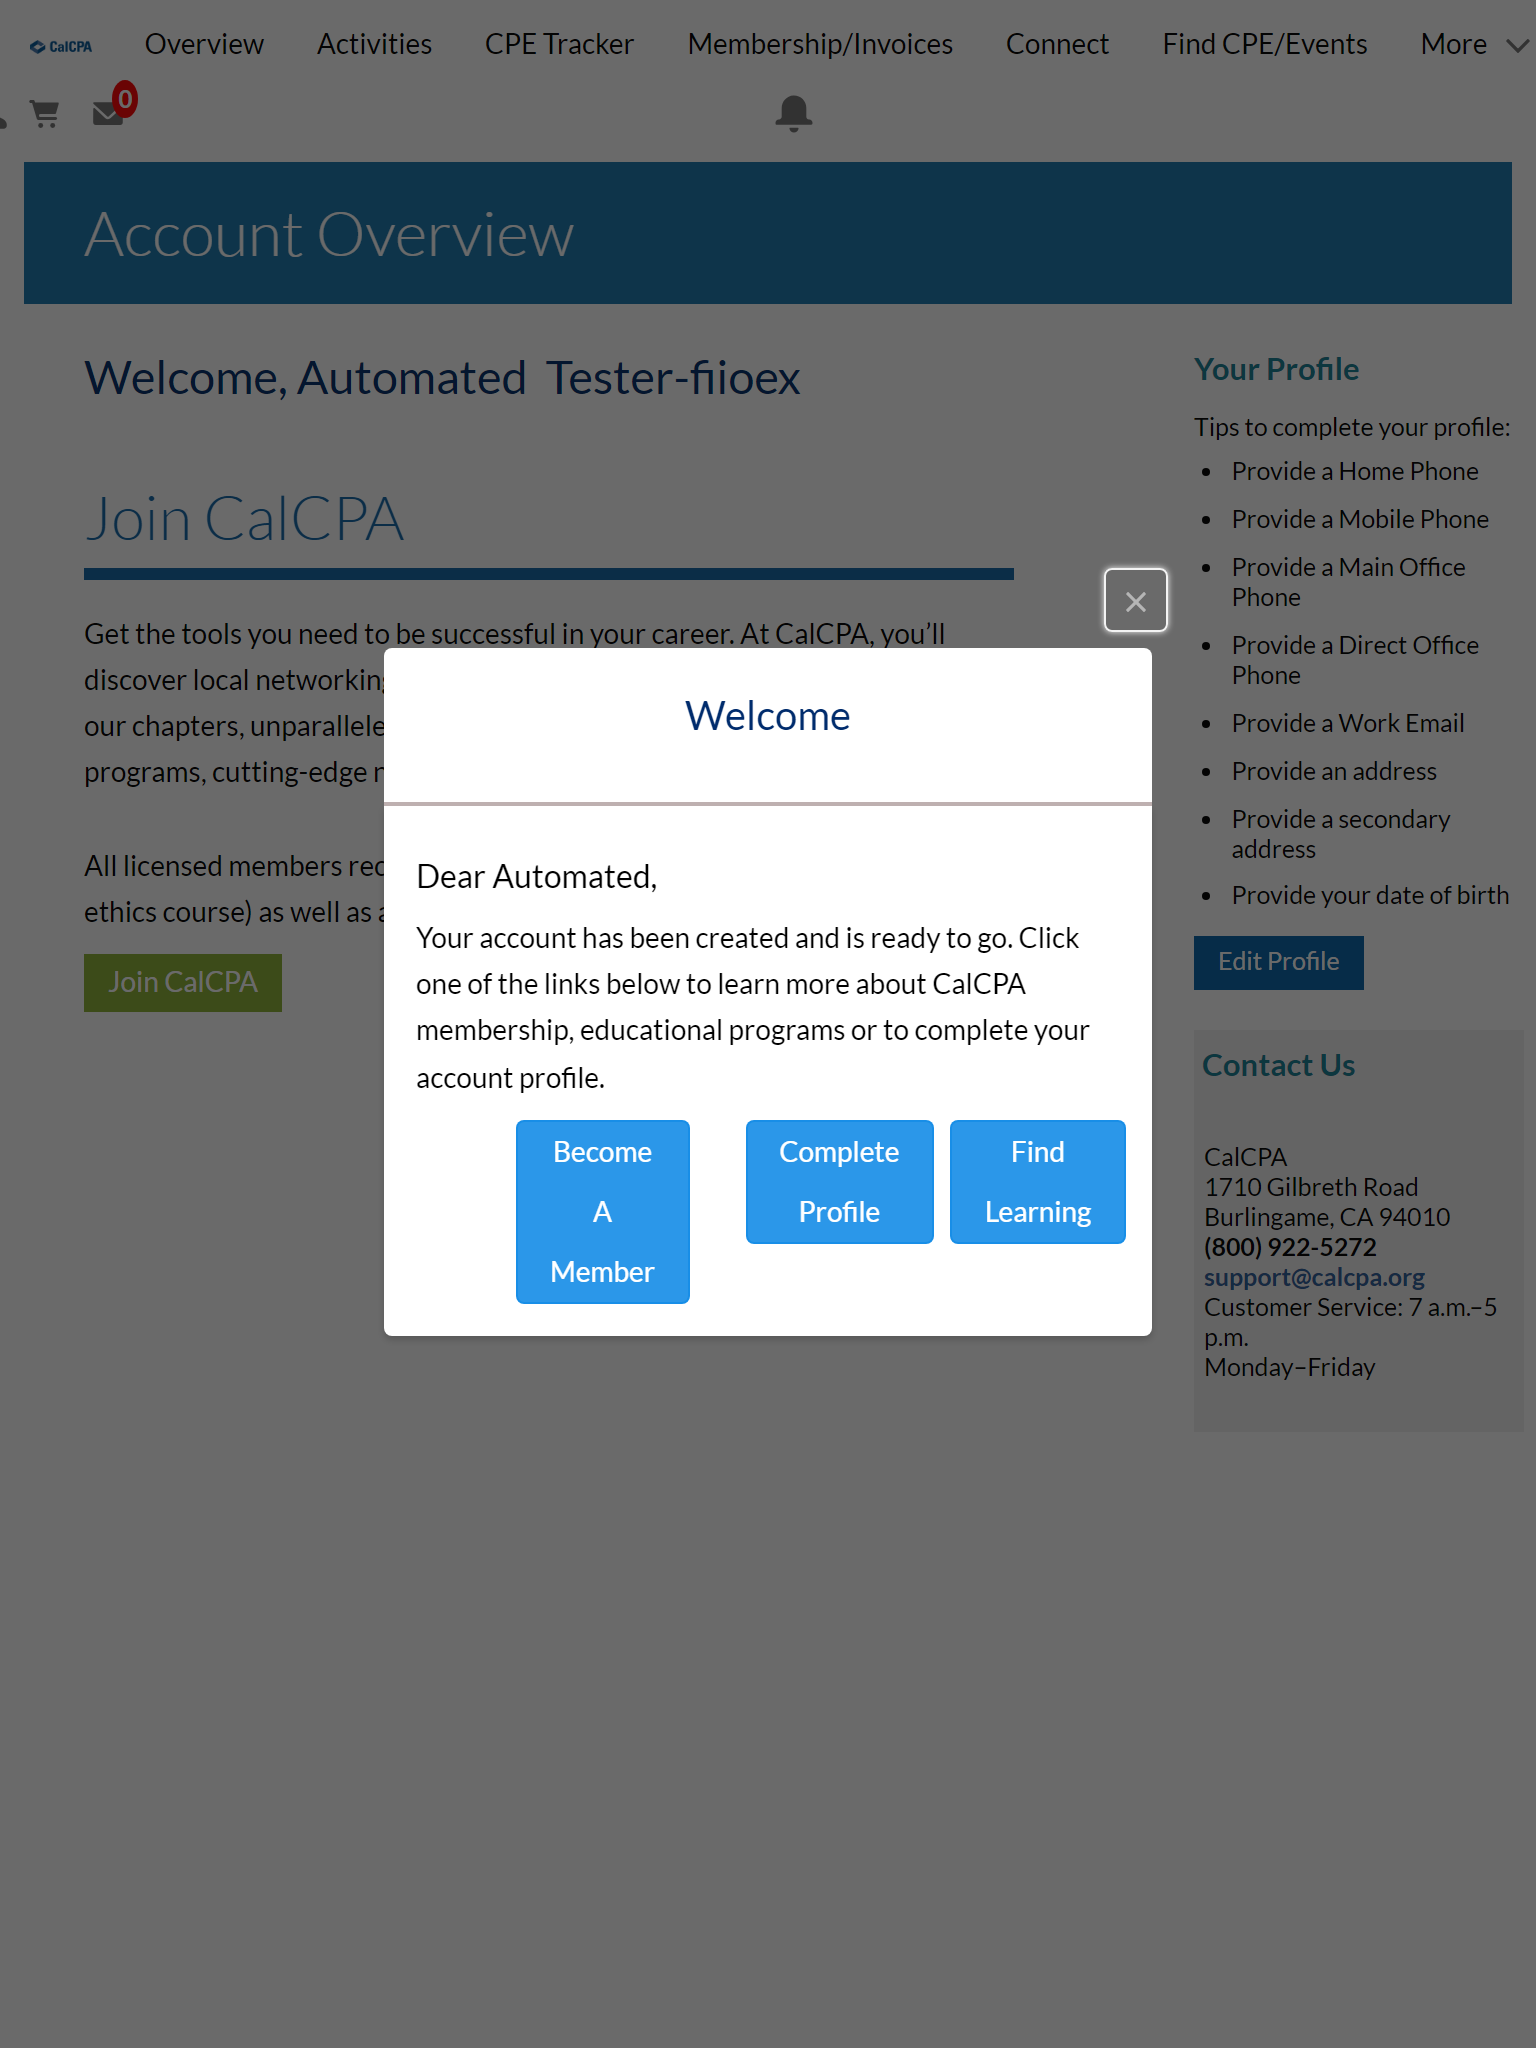 CalCPA
Overview
Activities
CPE Tracker
Membership/Invoices
Connect
Find CPE/Events
More
0
Account Overview
Welcome, Automated Tester-fiioex
Join CalCPA
Get the tools you need to be successful in your career. At CalCPA, you’ll
discover local networking
our chapters, unparallele
programs, cutting-edge
All licensed members rec
ethics course) as well as
Join CalCPA
×
Welcome
Dear Automated,
Your account has been created and is ready to go. Click
one of the links below to learn more about CalCPA
membership, educational programs or to complete your
account profile.
Become
A
Member
Complete
Profile
Find
Learning
Your Profile
Tips to complete your profile:
• Provide a Home Phone
• Provide a Mobile Phone
• Provide a Main Office
Phone
• Provide a Direct Office
Phone
• Provide a Work Email
• Provide an address
• Provide a secondary
address
• Provide your date of birth
Edit Profile
Contact Us
CalCPA
1710 Gilbreth Road
Burlingame, CA 94010
(800) 922-5272
support@calcpa.org
Customer Service: 7 a.m.–5
p.m.
Monday–Friday